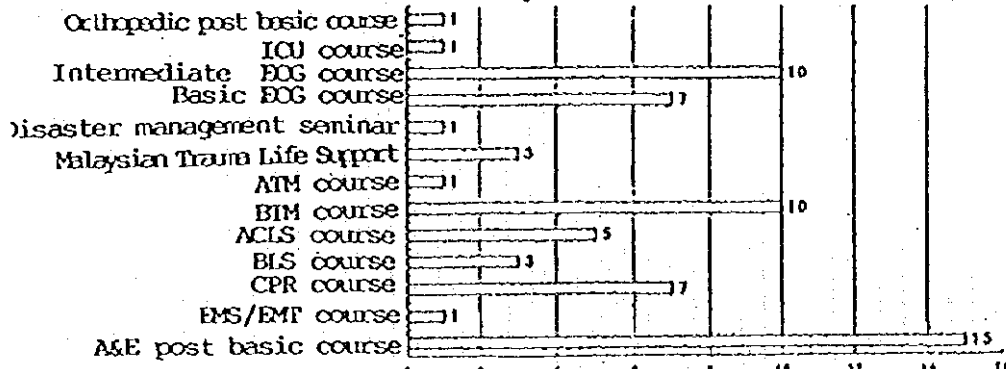 Orthopedic post basic course 1
ICU course 1
Intermediate ECG course 10
Basic ECG course 7
Disaster management seminar 1
Malaysian Trauma Life Support 3
ATM course 1
BTM course 10
ACLS course 5
BLS course 3
CPR course 7
EMS/EMT course 1
A&E post basic course 15